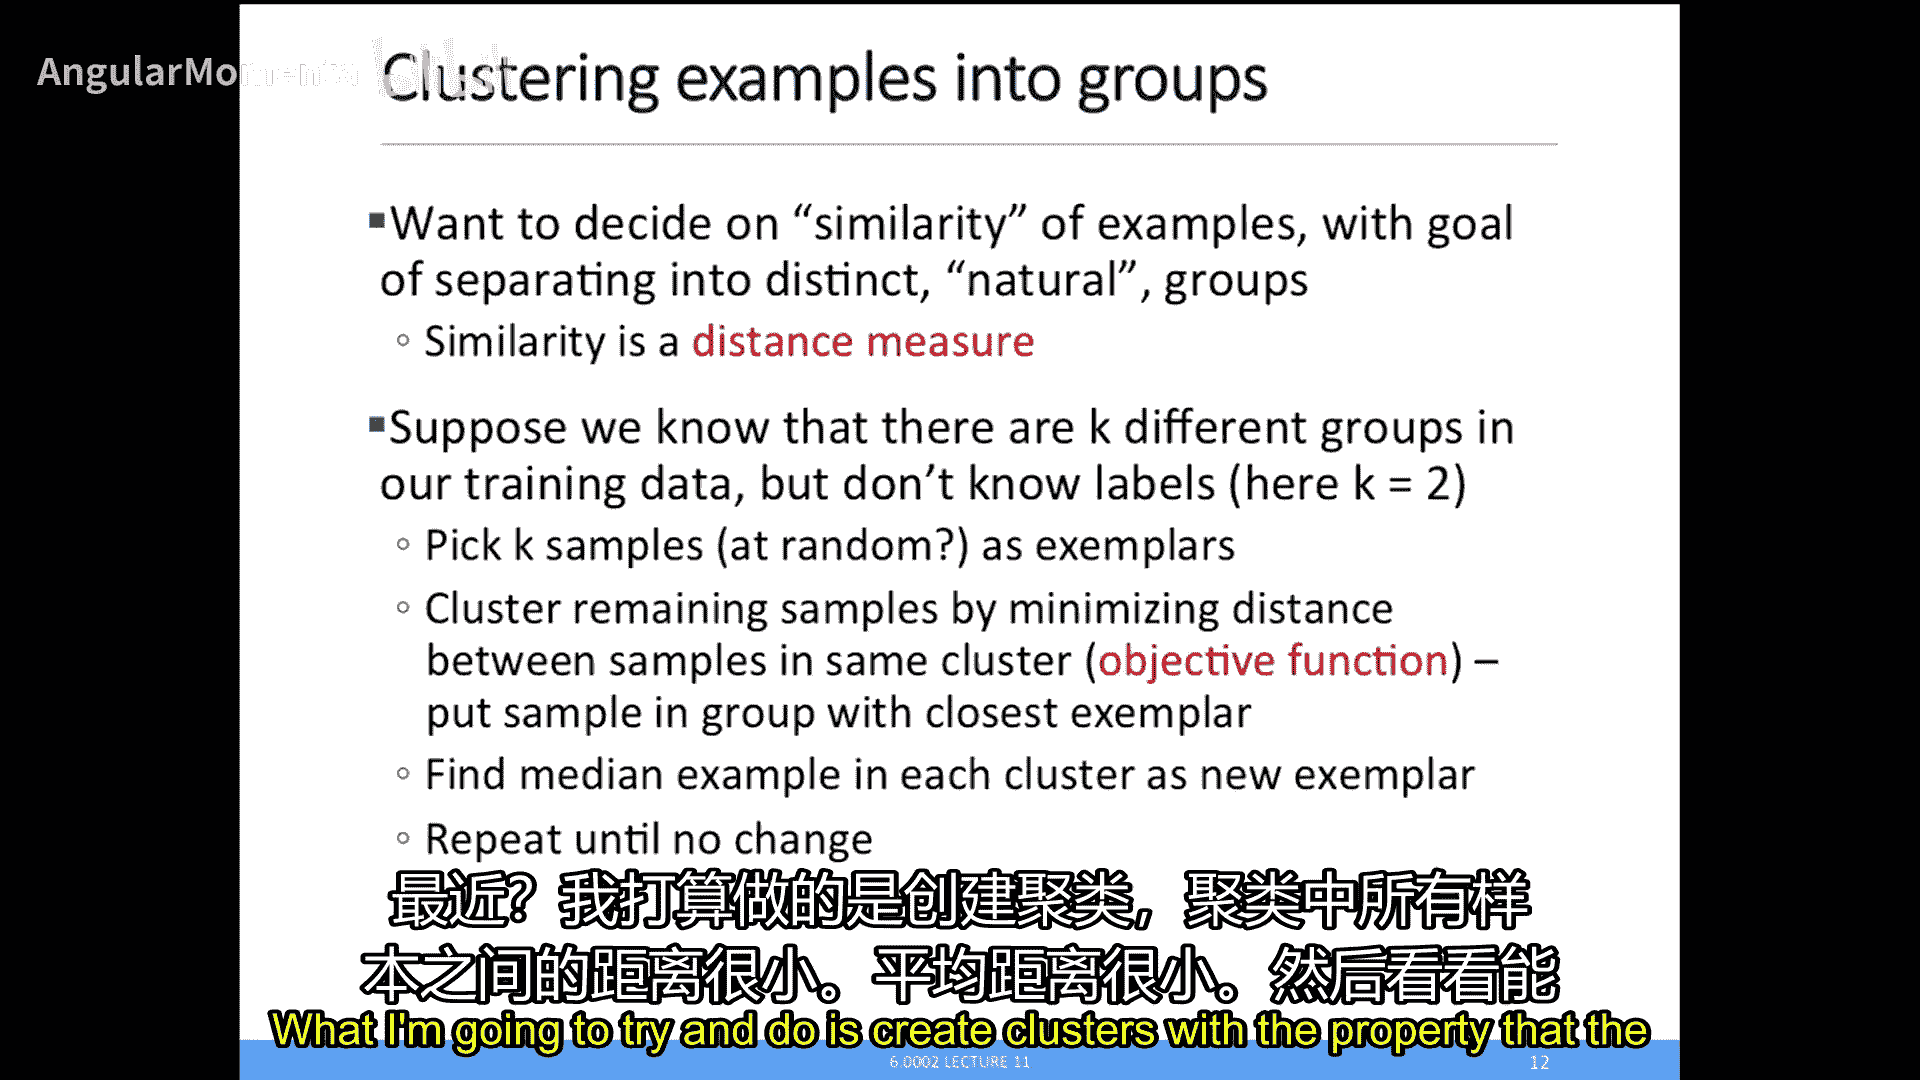 AngularMomenta
Clustering examples into groups
▪Want to decide on “similarity” of examples, with goal
of separating into distinct, “natural”, groups
◦ Similarity is a distance measure
▪Suppose we know that there are k different groups in
our training data, but don’t know labels (here k = 2)
◦ Pick k samples (at random?) as exemplars
◦ Cluster remaining samples by minimizing distance
between samples in same cluster (objective function) –
put sample in group with closest exemplar
◦ Find median example in each cluster as new exemplar
◦ Repeat until no change
最近？我打算做的是创建聚类，聚类中所有样
本之间的距离很小。平均距离很小。然后看看能
What I'm going to try and do is create clusters with the property that the
6.0002 LECTURE 11
12